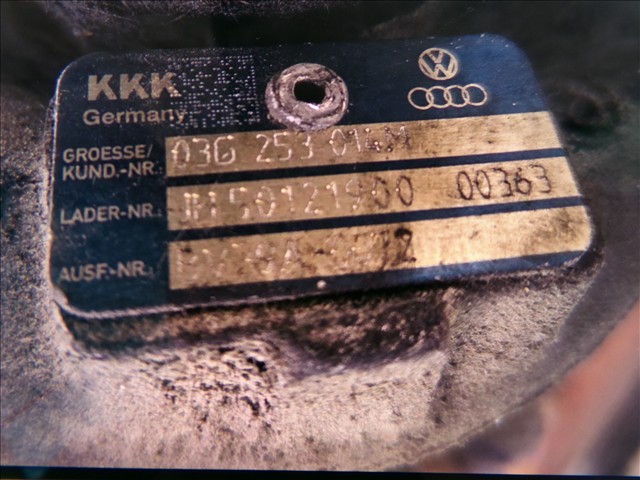 KKK
Germany
GROESSE/
KUND.-NR.: 03G 253 014M
LADER-NR.: 00363
AUSF.-NR.: